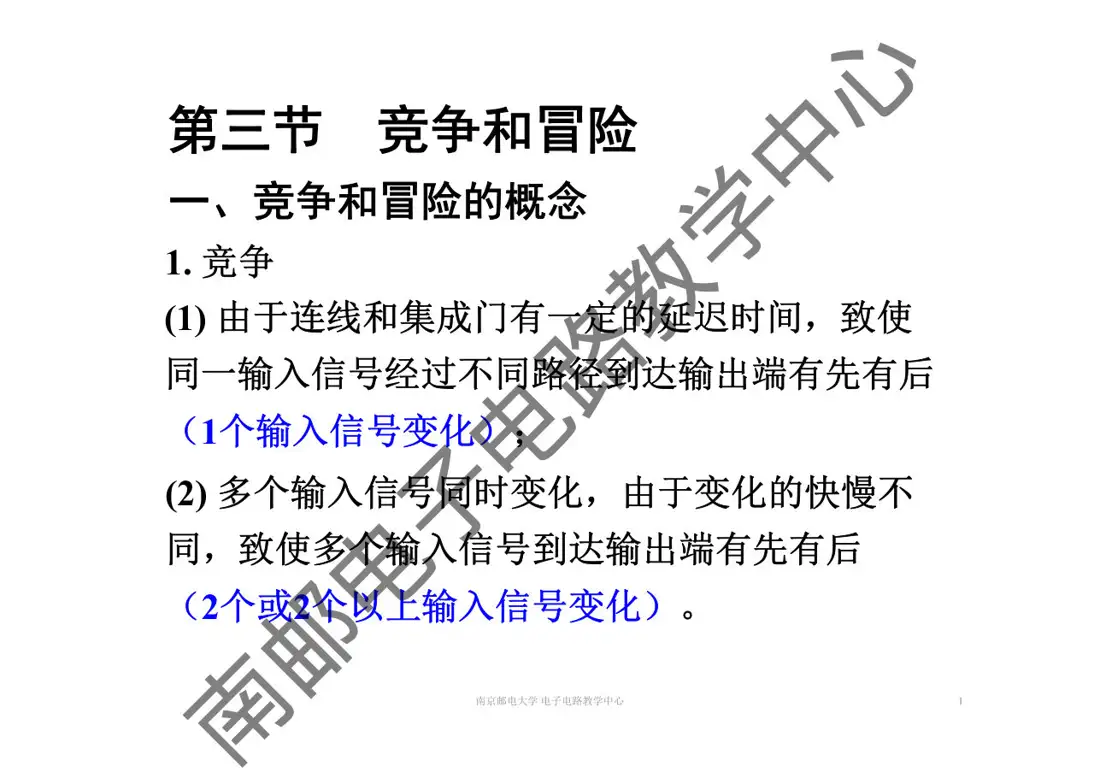 第三节　竞争和冒险
一、竞争和冒险的概念
1. 竞争
(1) 由于连线和集成门有一定的延迟时间，致使
同一输入信号经过不同路径到达输出端有先有后
（1个输入信号变化）；
(2) 多个输入信号同时变化，由于变化的快慢不
同，致使多个输入信号到达输出端有先有后
（2个或2个以上输入信号变化）。
南邮电子电路教学中心
南京邮电大学 电子电路教学中心
1